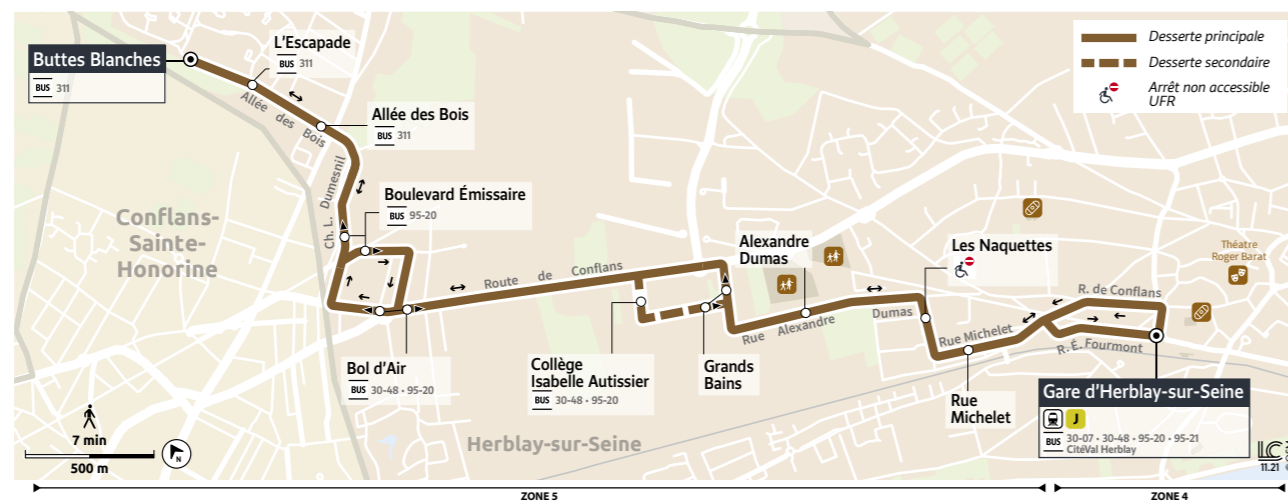 Buttes Blanches
BUS 311
L'Escapade
BUS 311
Allée des Bois
Allée des Bois
BUS 311
Ch. L. Dumesnil
Boulevard Émissaire
BUS 95-20
Conflans-
Sainte-
Honorine
Bol d'Air
BUS 30-48 • 95-20
Route de Conflans
Collège
Isabelle Autissier
BUS 30-48 • 95-20
Grands
Bains
Alexandre
Dumas
Rue Alexandre Dumas
Les Naquettes
Rue Michelet
Rue
Michelet
R. de Conflans
R. É. Fourmont
Théatre
Roger Barat
Gare d'Herblay-sur-Seine
J
BUS 30-07 • 30-48 • 95-20 • 95-21
CitéVal Herblay
Herblay-sur-Seine
Desserte principale
Desserte secondaire
Arrêt non accessible
UFR
7 min
500 m
N
LC
11.21
ZONE 5
ZONE 4